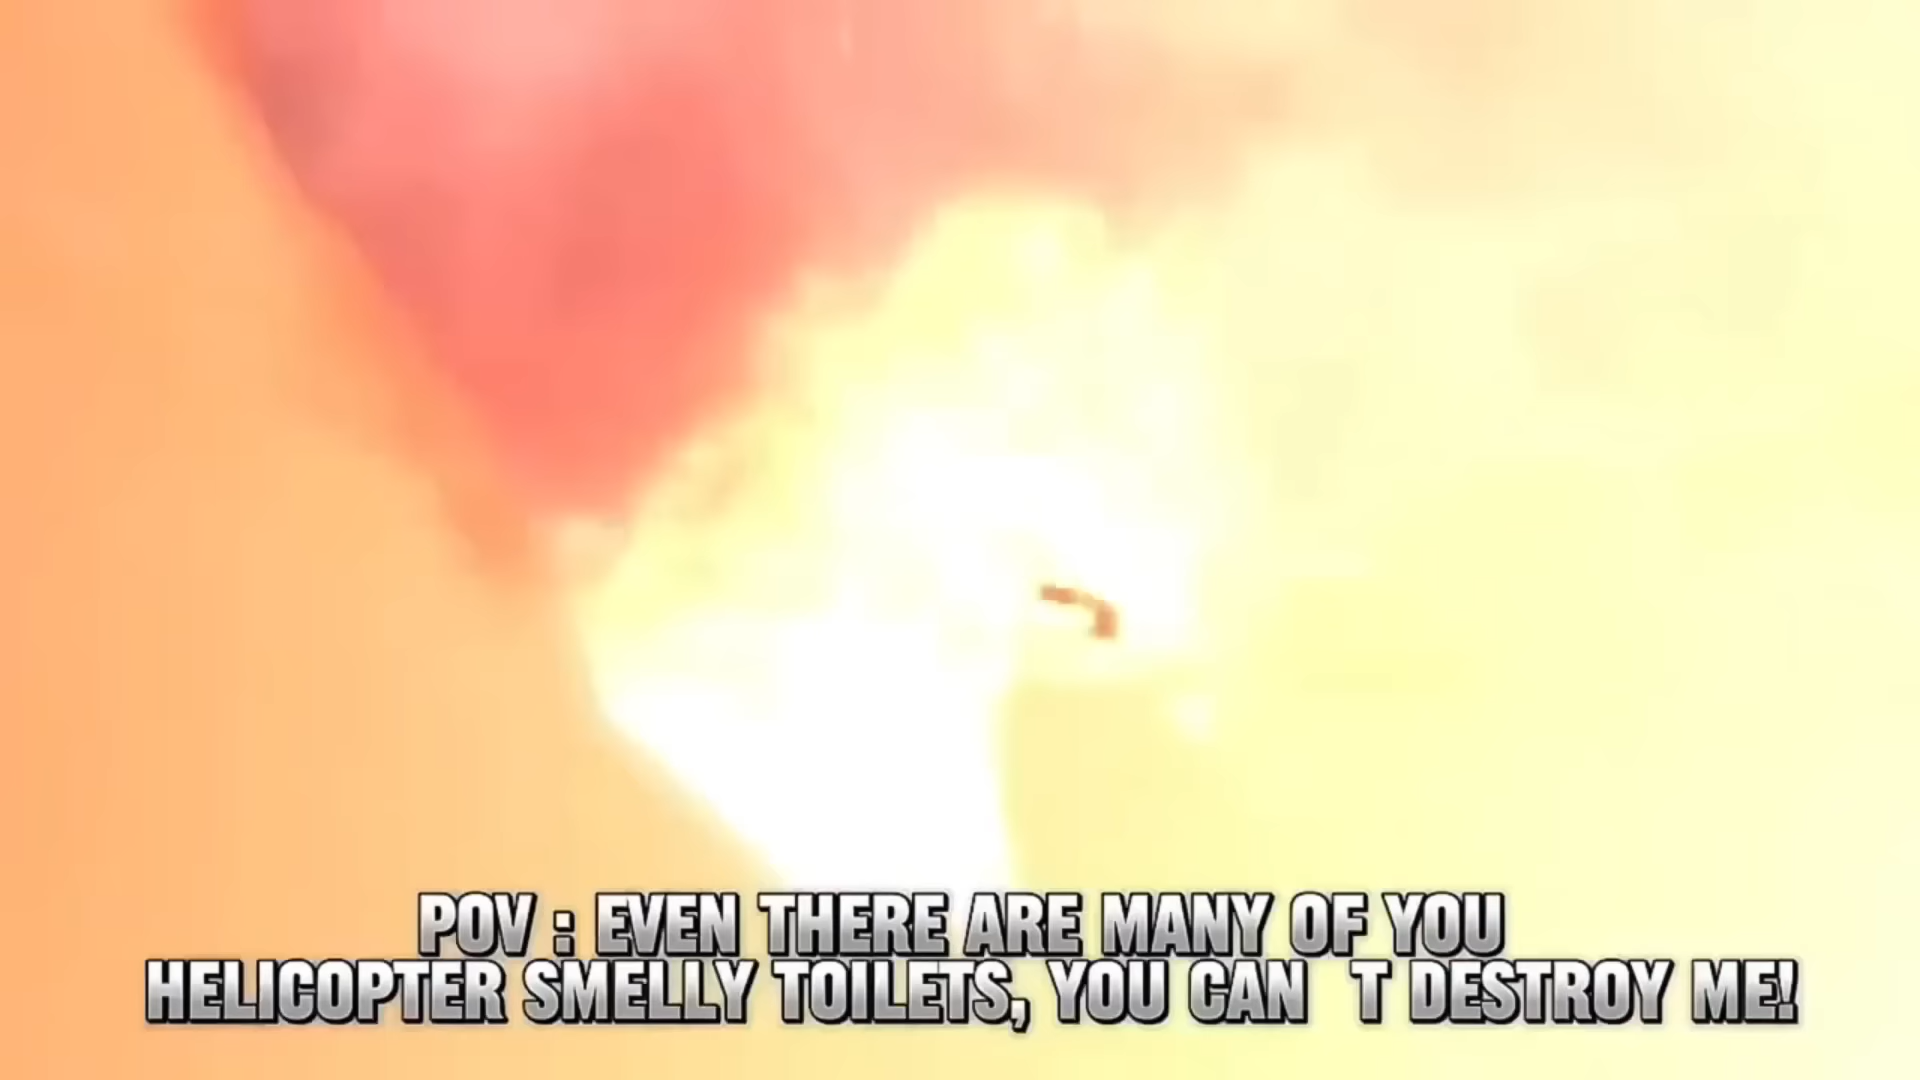 POV : EVEN THERE ARE MANY OF YOU
HELICOPTER SMELLY TOILETS, YOU CAN T DESTROY ME!